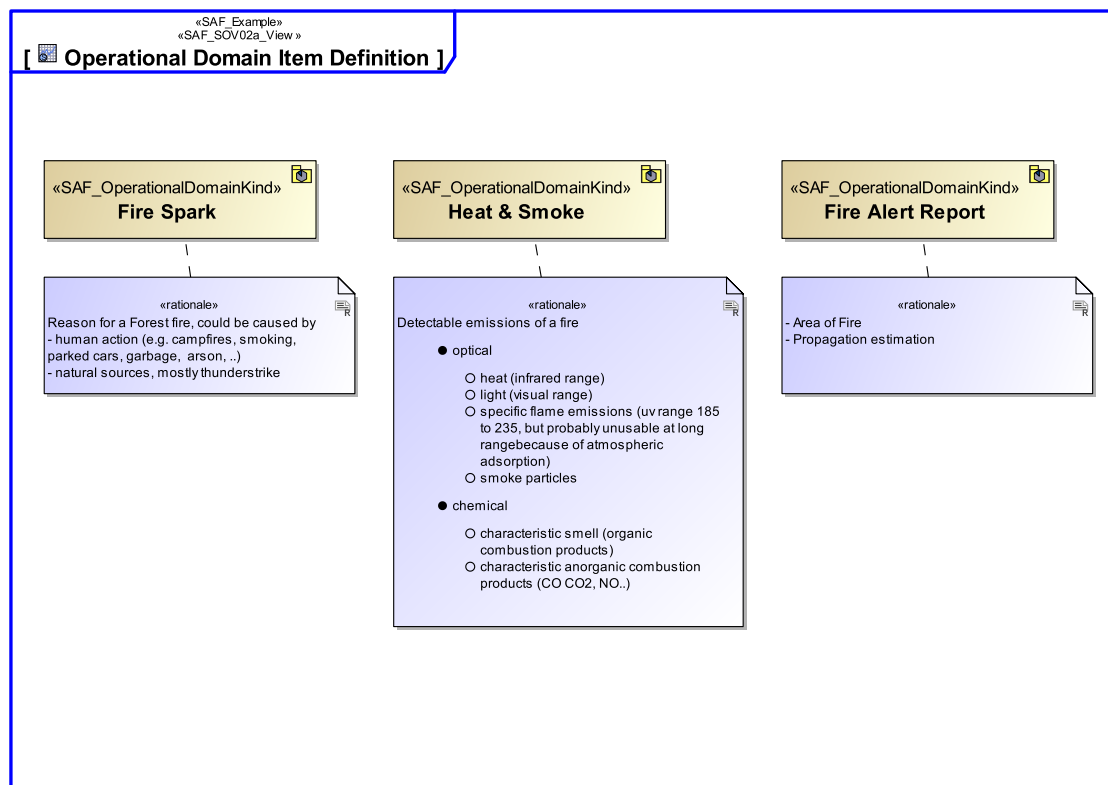 «SAF_Example»
«SAF_SOV02a_View »
[ Operational Domain Item Definition ]
«SAF_OperationalDomainKind»
Fire Spark
«rationale»
Reason for a Forest fire, could be caused by
- human action (e.g. campfires, smoking,
parked cars, garbage, arson, ..)
- natural sources, mostly thunderstrike
«SAF_OperationalDomainKind»
Heat & Smoke
«rationale»
Detectable emissions of a fire
● optical
○ heat (infrared range)
○ light (visual range)
○ specific flame emissions (uv range 185
to 235, but probably unusable at long
rangebecause of atmospheric
adsorption)
○ smoke particles
● chemical
○ characteristic smell (organic
combustion products)
○ characteristic anorganic combustion
products (CO CO2, NO..)
«SAF_OperationalDomainKind»
Fire Alert Report
«rationale»
- Area of Fire
- Propagation estimation